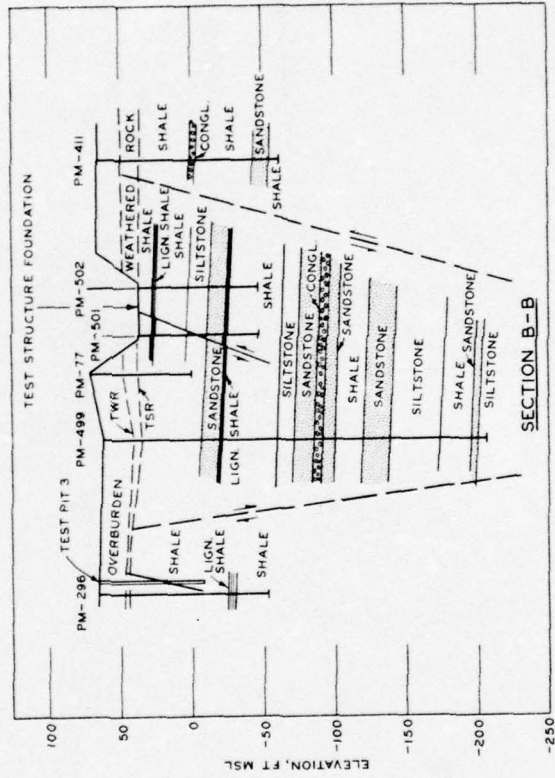 TEST STRUCTURE FOUNDATION
PM-296
TEST PIT 3
PM-499
PM-77
PM-501
PM-502
PM-411
OVERBURDEN
TWR
TSR
WEATHERED
ROCK
SHALE
LIGN.
SHALE
SHALE
SANDSTONE
LIGN. SHALE
SHALE
LIGN SHALE
SHALE
SILTSTONE
SHALE
SILTSTONE
SANDSTONE
CONGL.
SANDSTONE
SHALE
SANDSTONE
SILTSTONE
SHALE
SANDSTONE
SILTSTONE
SHALE
CONGL.
SHALE
SANDSTONE
SHALE
100
50
0
-50
-100
-150
-200
-250
ELEVATION, FT MSL
SECTION B-B